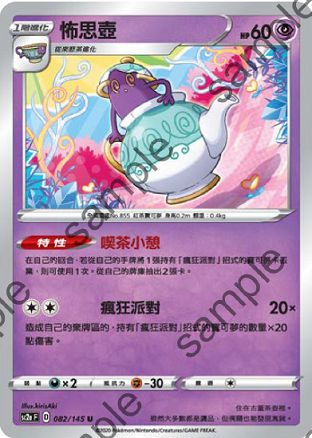 1階進化
怖思壺
HP60
從來悲茶進化
全國圖鑑No.855 紅茶寶可夢 身高0.2m 體重:0.4kg
特性 喫茶小憩
在自己的回合,若從自己的手牌將1張持有「瘋狂派對」招式的寶可夢卡丟棄,則可使用1次。從自己的牌庫抽出2張卡。
瘋狂派對 20×
造成自己的棄牌區的,持有「瘋狂派對」招式的寶可夢的數量×20點傷害。
弱點 ×2 抵抗力 -30 撤退
Illus.kirisAki
SC2a F D 082/145 U
©2020 Pokémon/Nintendo/Creatures/GAME FREAK.
sample
sample
sample
sample
sample
sample